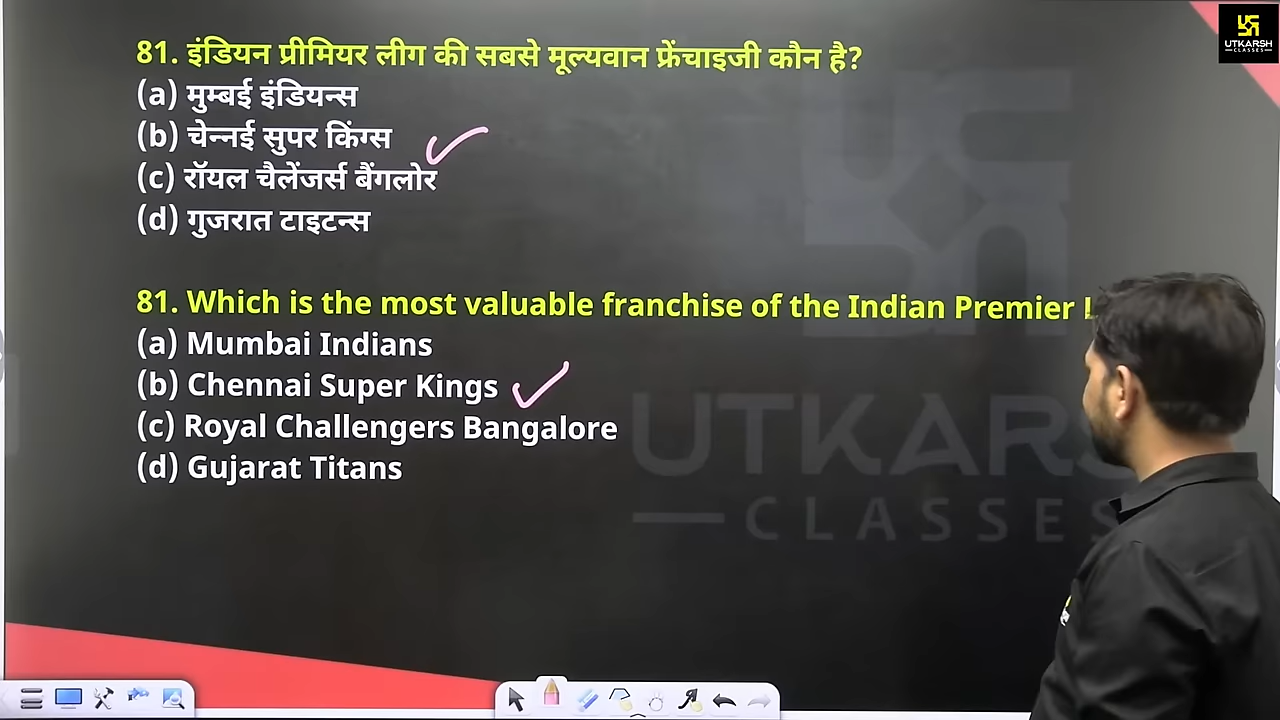 UTKARSH
CLASSES
81. इंडियन प्रीमियर लीग की सबसे मूल्यवान फ्रेंचाइजी कौन है?
(a) मुम्बई इंडियन्स
(b) चेन्नई सुपर किंग्स
(c) रॉयल चैलेंजर्स बैंगलोर
(d) गुजरात टाइटन्स
81. Which is the most valuable franchise of the Indian Premier
(a) Mumbai Indians
(b) Chennai Super Kings
(c) Royal Challengers Bangalore
(d) Gujarat Titans
UTKARS
CLASSES